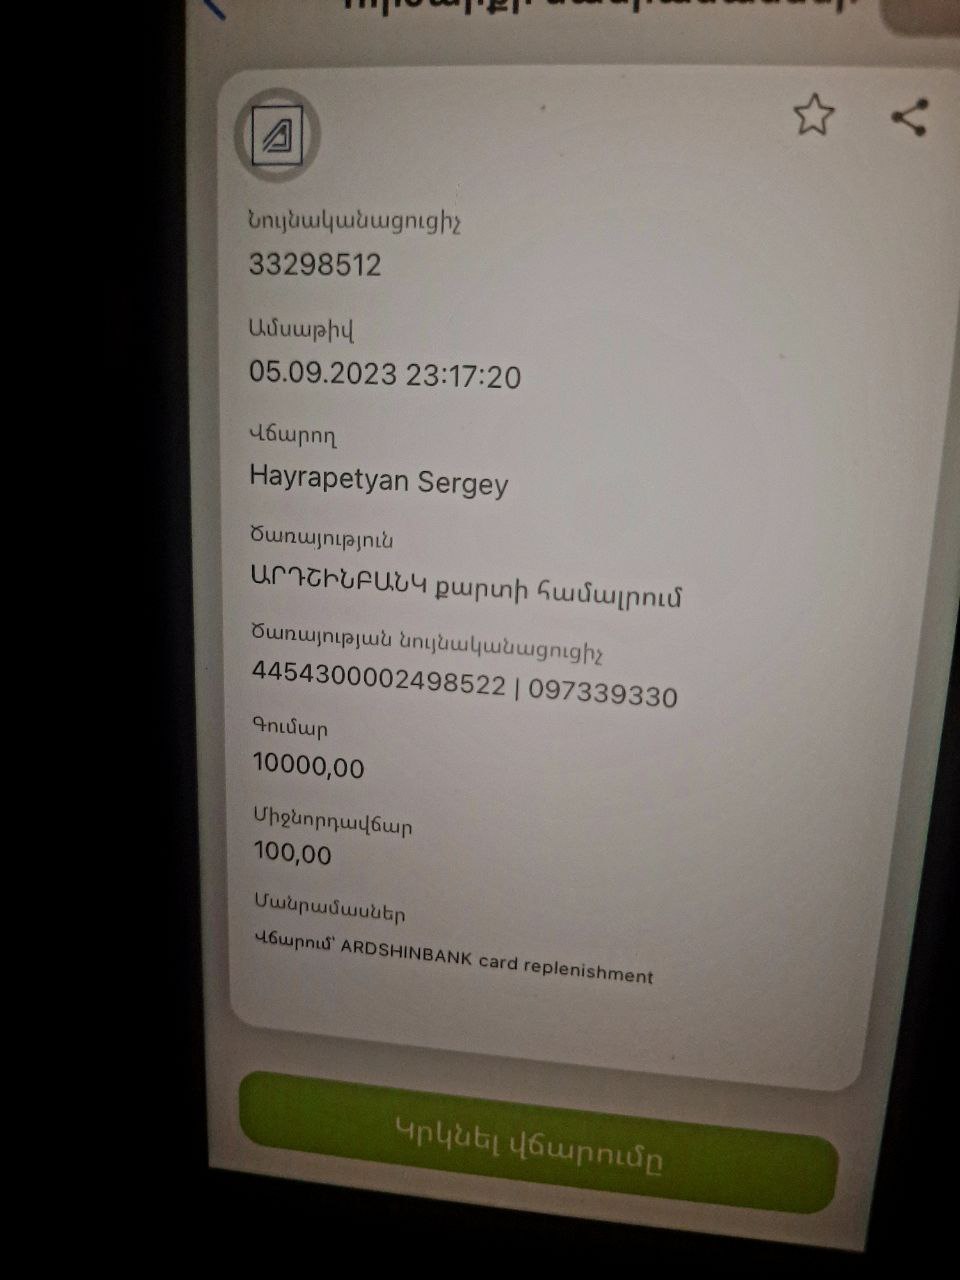 Նույնականացուցիչ
33298512
Ամսաթիվ
05.09.2023 23:17:20
Վճարող
Hayrapetyan Sergey
Ծառայություն
ԱՐԴՇԻՆԲԱՆԿ քարտի համալրում
Ծառայության նույնականացուցիչ
4454300002498522 | 097339330
Գումար
10000,00
Միջնորդավճար
100,00
Մանրամասներ
Վճարում՝ ARDSHINBANK card replenishment
Կրկնել վճարումը